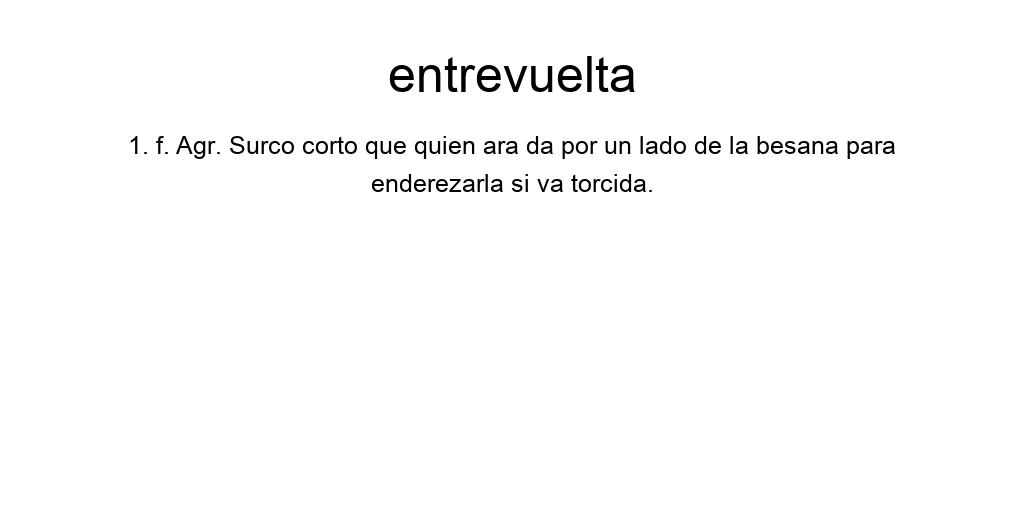 entrevuelta
1. f. Agr. Surco corto que quien ara da por un lado de la besana para
enderezarla si va torcida.